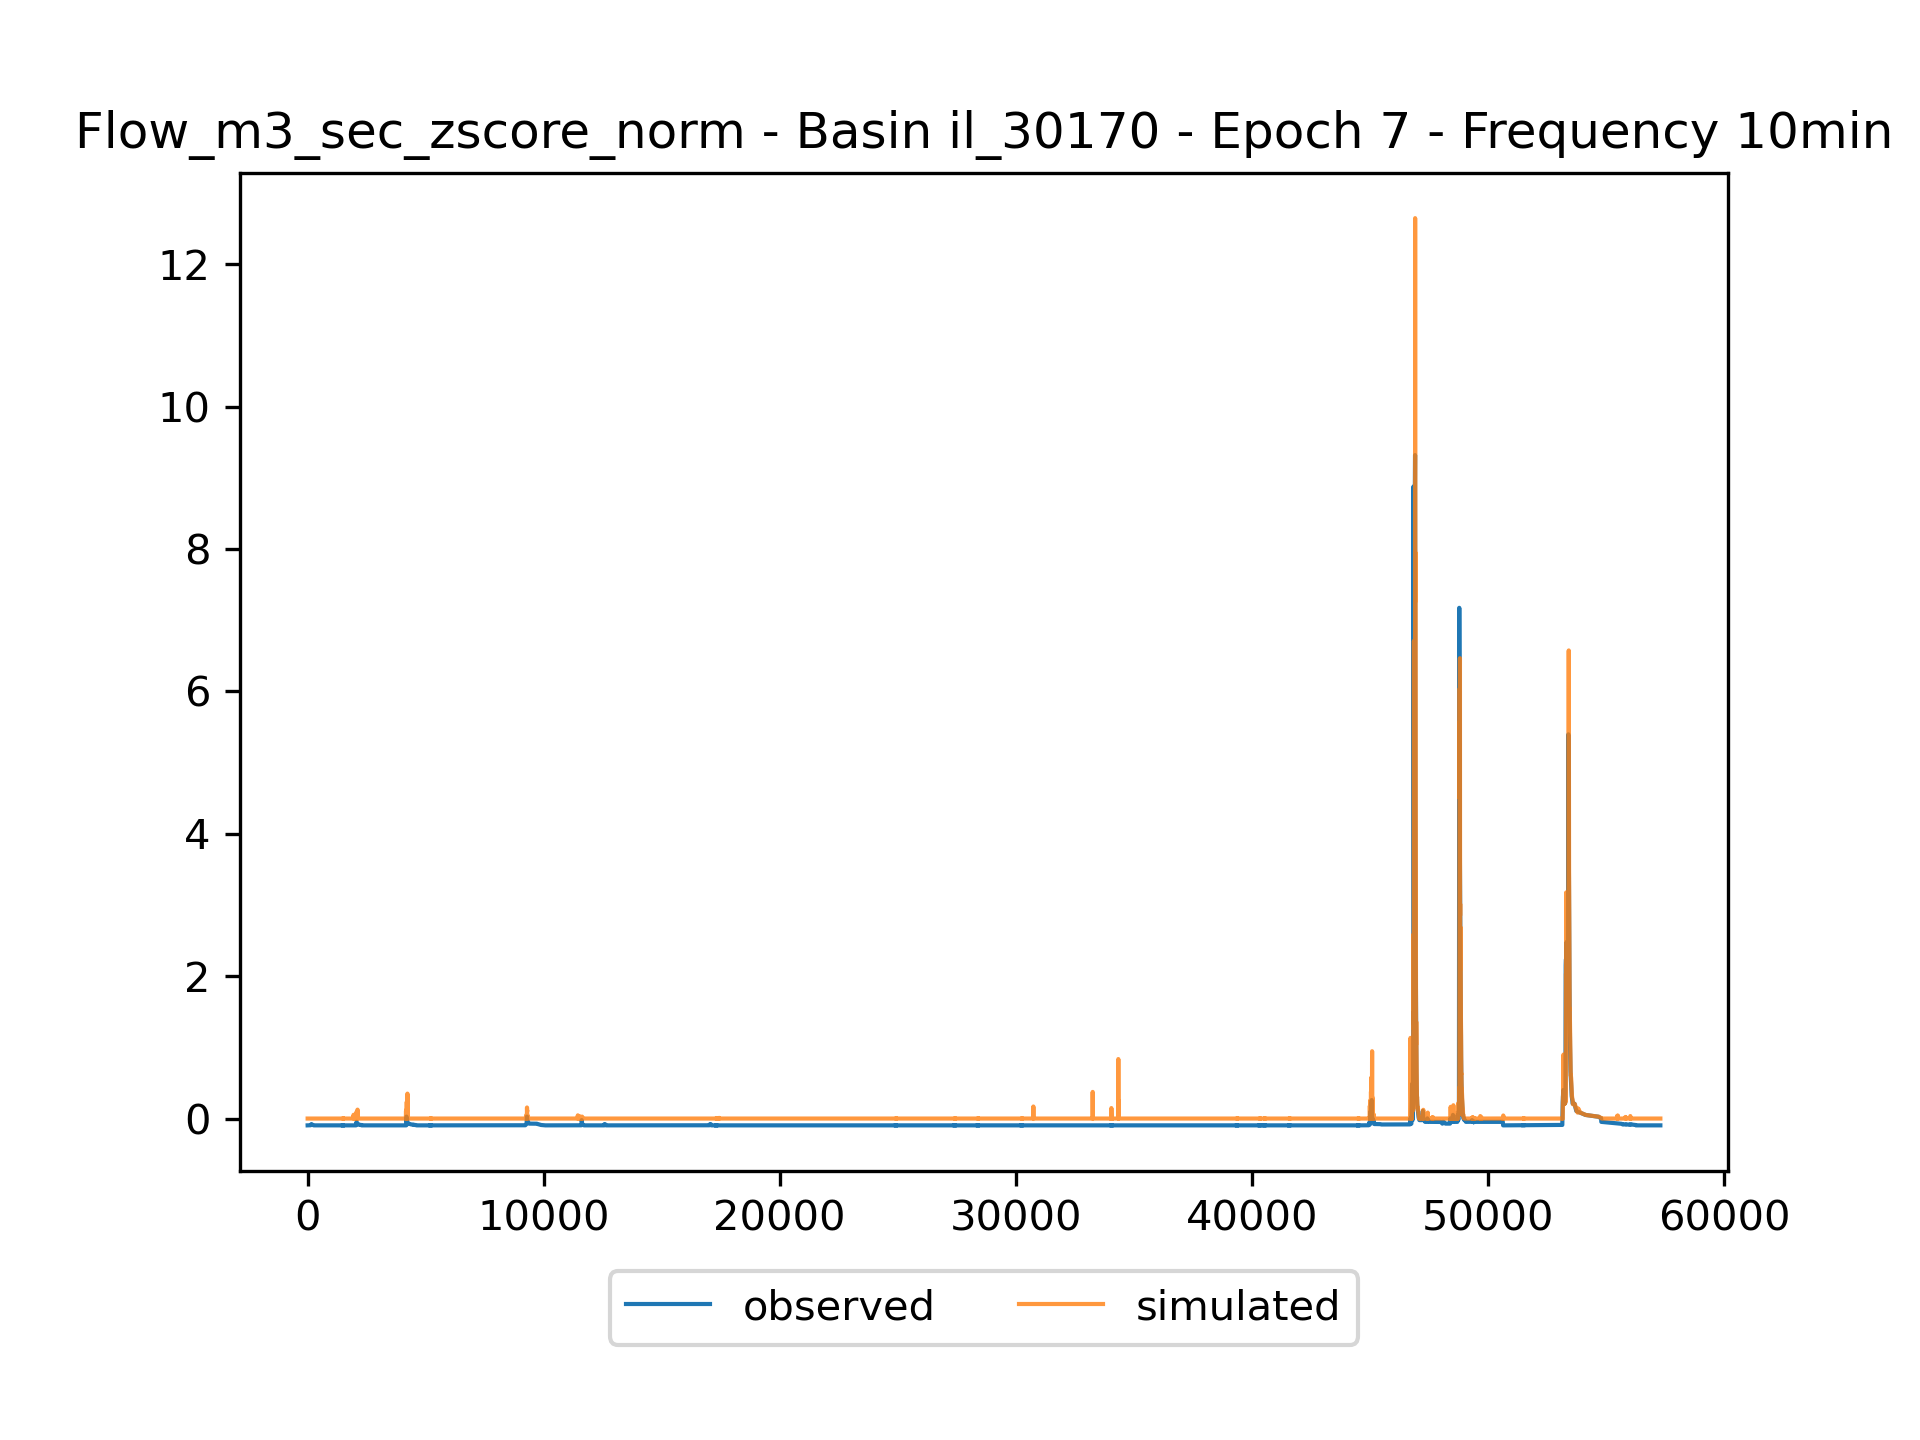 Flow_m3_sec_zscore_norm - Basin il_30170 - Epoch 7 - Frequency 10min
12
10
8
6
4
2
0
0 10000 20000 30000 40000 50000 60000
observed simulated